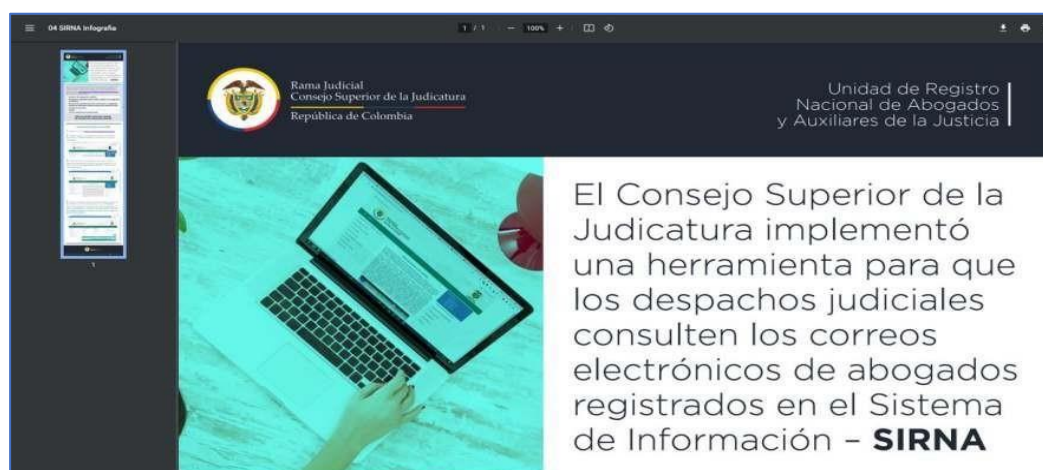 04 SIRNA Infografia
1 / 1
100%
Rama Judicial
Consejo Superior de la Judicatura
República de Colombia
Unidad de Registro
Nacional de Abogados
y Auxiliares de la Justicia
El Consejo Superior de la
Judicatura implementó
una herramienta para que
los despachos judiciales
consulten los correos
electrónicos de abogados
registrados en el Sistema
de Información – SIRNA
1